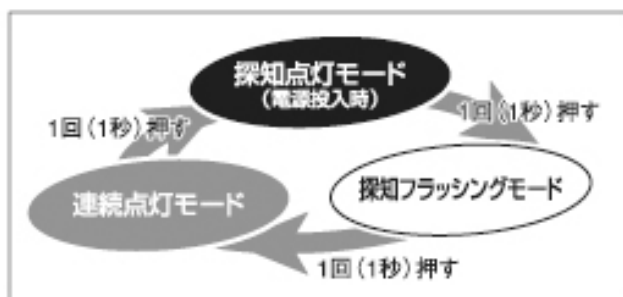 探知点灯モード
(電源投入時)
1回(1秒)押す
1回(1秒)押す
連続点灯モード
探知フラッシングモード
1回(1秒)押す